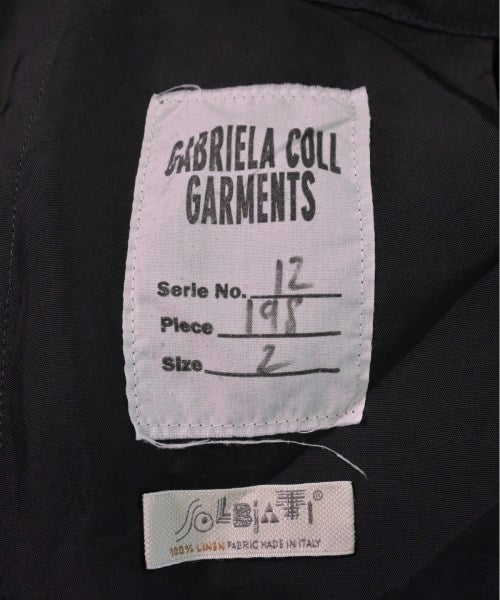 GABRIELA COLL
GARMENTS
Serie No. 12
Piece 198
Size 2
SOLBIATI®
100% LINEN FABRIC MADE IN ITALY